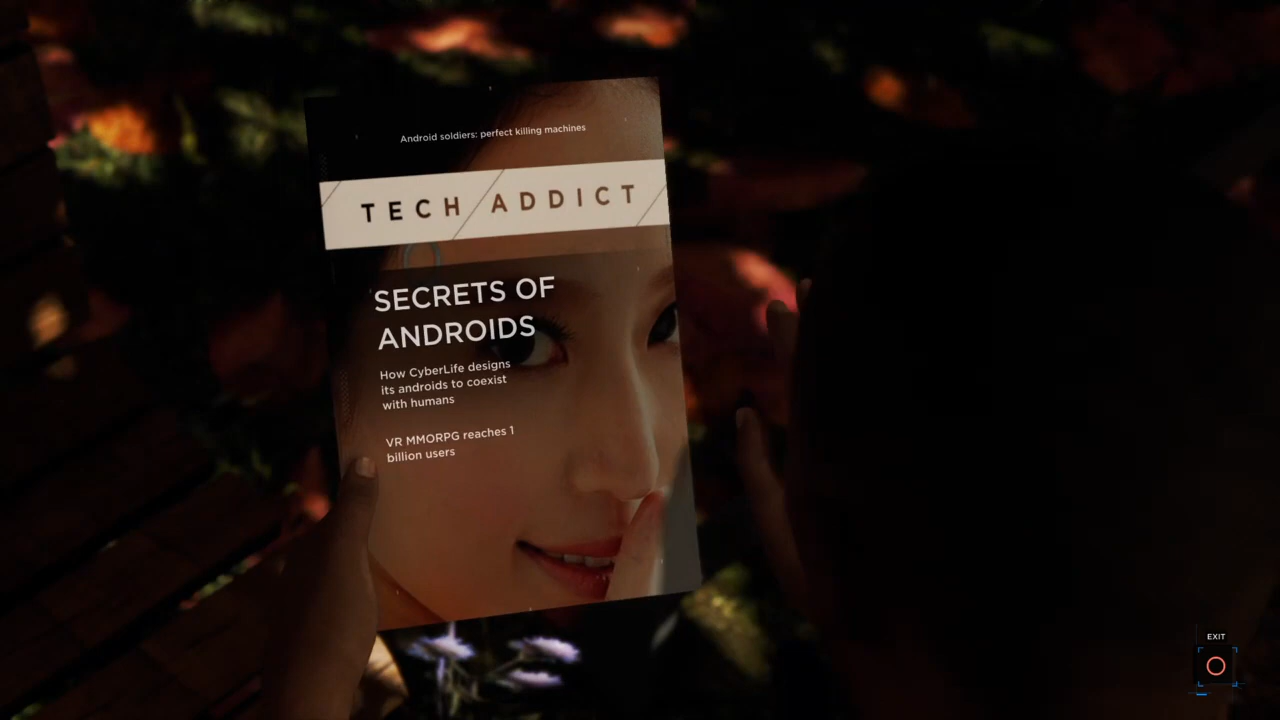 Android soldiers: perfect killing machines
TECH ADDICT
SECRETS OF
ANDROIDS
How CyberLife designs
its androids to coexist
with humans
VR MMORPG reaches 1
billion users
EXIT